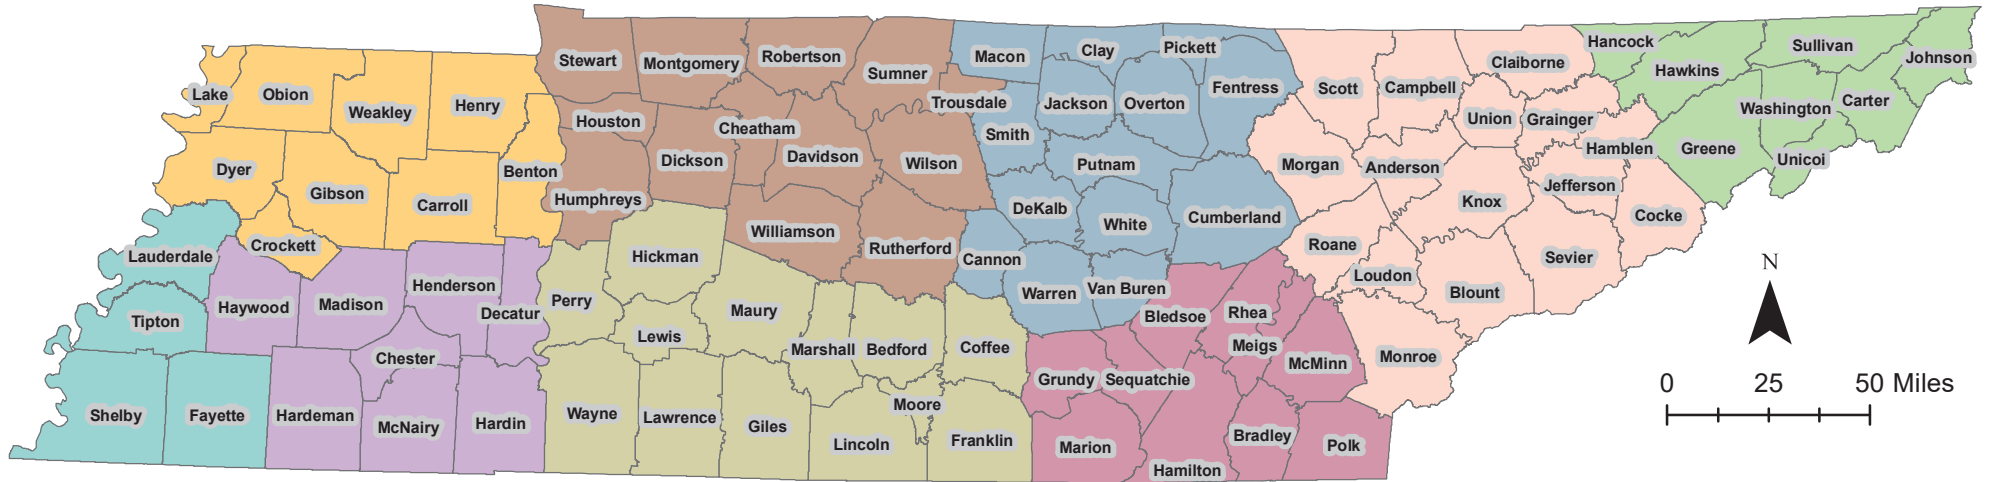 Lake
Obion
Weakley
Henry
Dyer
Gibson
Carroll
Benton
Crockett
Lauderdale
Tipton
Shelby
Fayette
Haywood
Madison
Henderson
Decatur
Chester
Hardeman
McNairy
Hardin
Stewart
Montgomery
Robertson
Sumner
Trousdale
Houston
Cheatham
Dickson
Davidson
Wilson
Humphreys
Williamson
Rutherford
Hickman
Perry
Lewis
Maury
Marshall
Bedford
Coffee
Moore
Wayne
Lawrence
Giles
Lincoln
Franklin
Macon
Clay
Pickett
Fentress
Jackson
Overton
Smith
Putnam
DeKalb
White
Cumberland
Cannon
Warren
Van Buren
Bledsoe
Rhea
Meigs
McMinn
Grundy
Sequatchie
Marion
Hamilton
Bradley
Polk
Scott
Campbell
Claiborne
Union
Grainger
Hamblen
Morgan
Anderson
Jefferson
Knox
Cocke
Roane
Loudon
Sevier
Blount
Monroe
Hancock
Hawkins
Sullivan
Johnson
Washington
Carter
Greene
Unicoi
N
0 25 50 Miles